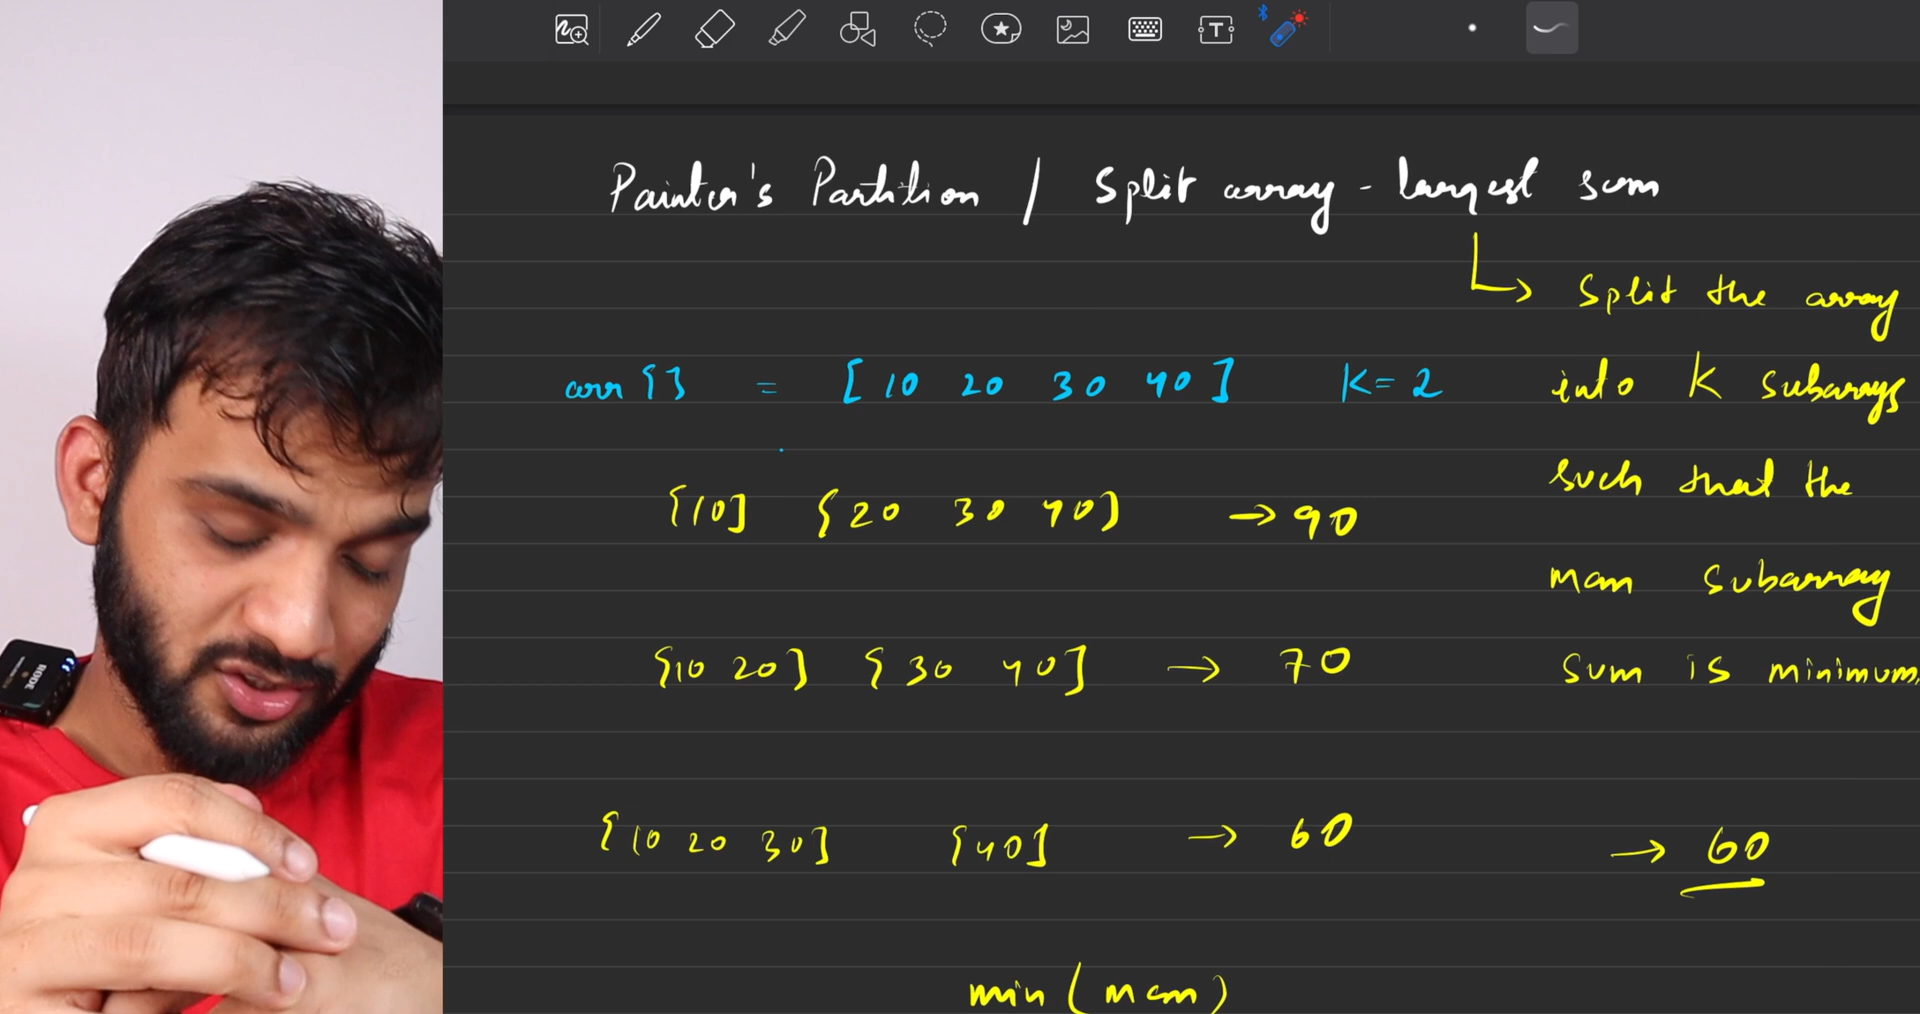 Painter's Partition / Split array - largest sum
Split the array
arr [ ] = [ 10 20 30 40 ] K = 2
into K subarrays
such that the
[10] [20 30 40] → 90
max subarray
[10 20] [30 40] → 70
sum is minimum.
[10 20 30] [40] → 60
→ 60
min (max)
RODE
T